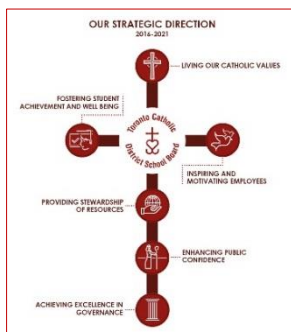 OUR STRATEGIC DIRECTION
2016-2021
LIVING OUR CATHOLIC VALUES
FOSTERING STUDENT
ACHIEVEMENT AND WELL BEING
Toronto Catholic
District School Board
INSPIRING AND
MOTIVATING EMPLOYEES
PROVIDING STEWARDSHIP
OF RESOURCES
ENHANCING PUBLIC
CONFIDENCE
ACHIEVING EXCELLENCE IN
GOVERNANCE